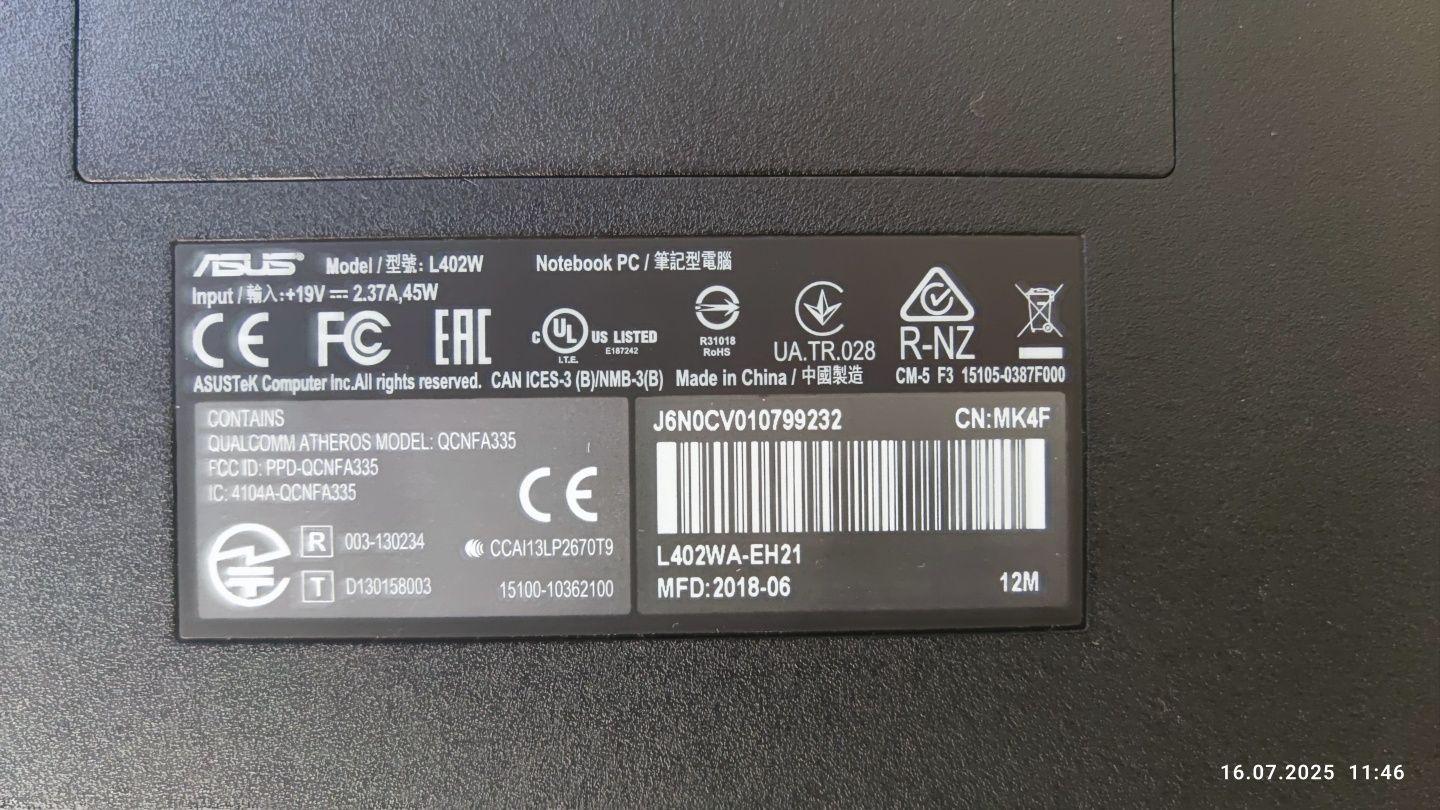 ASUS Model / 型號: L402W Notebook PC / 筆記型電腦
Input / 輸入:+19V ⎓ 2.37A,45W
CE FC EAC c UL US LISTED
I.T.E. E187242
R31018
RoHS
UA.TR.028
R-NZ
ASUSTeK Computer Inc.All rights reserved. CAN ICES-3 (B)/NMB-3(B) Made in China / 中國製造 CM-5 F3 15105-0387F000
CONTAINS
QUALCOMM ATHEROS MODEL: QCNFA335
FCC ID: PPD-QCNFA335
IC: 4104A-QCNFA335
CE
R 003-130234 CCAI13LP2670T9
T D130158003 15100-10362100
J6N0CV010799232 CN:MK4F
L402WA-EH21
MFD:2018-06 12M
16.07.2025 11:46